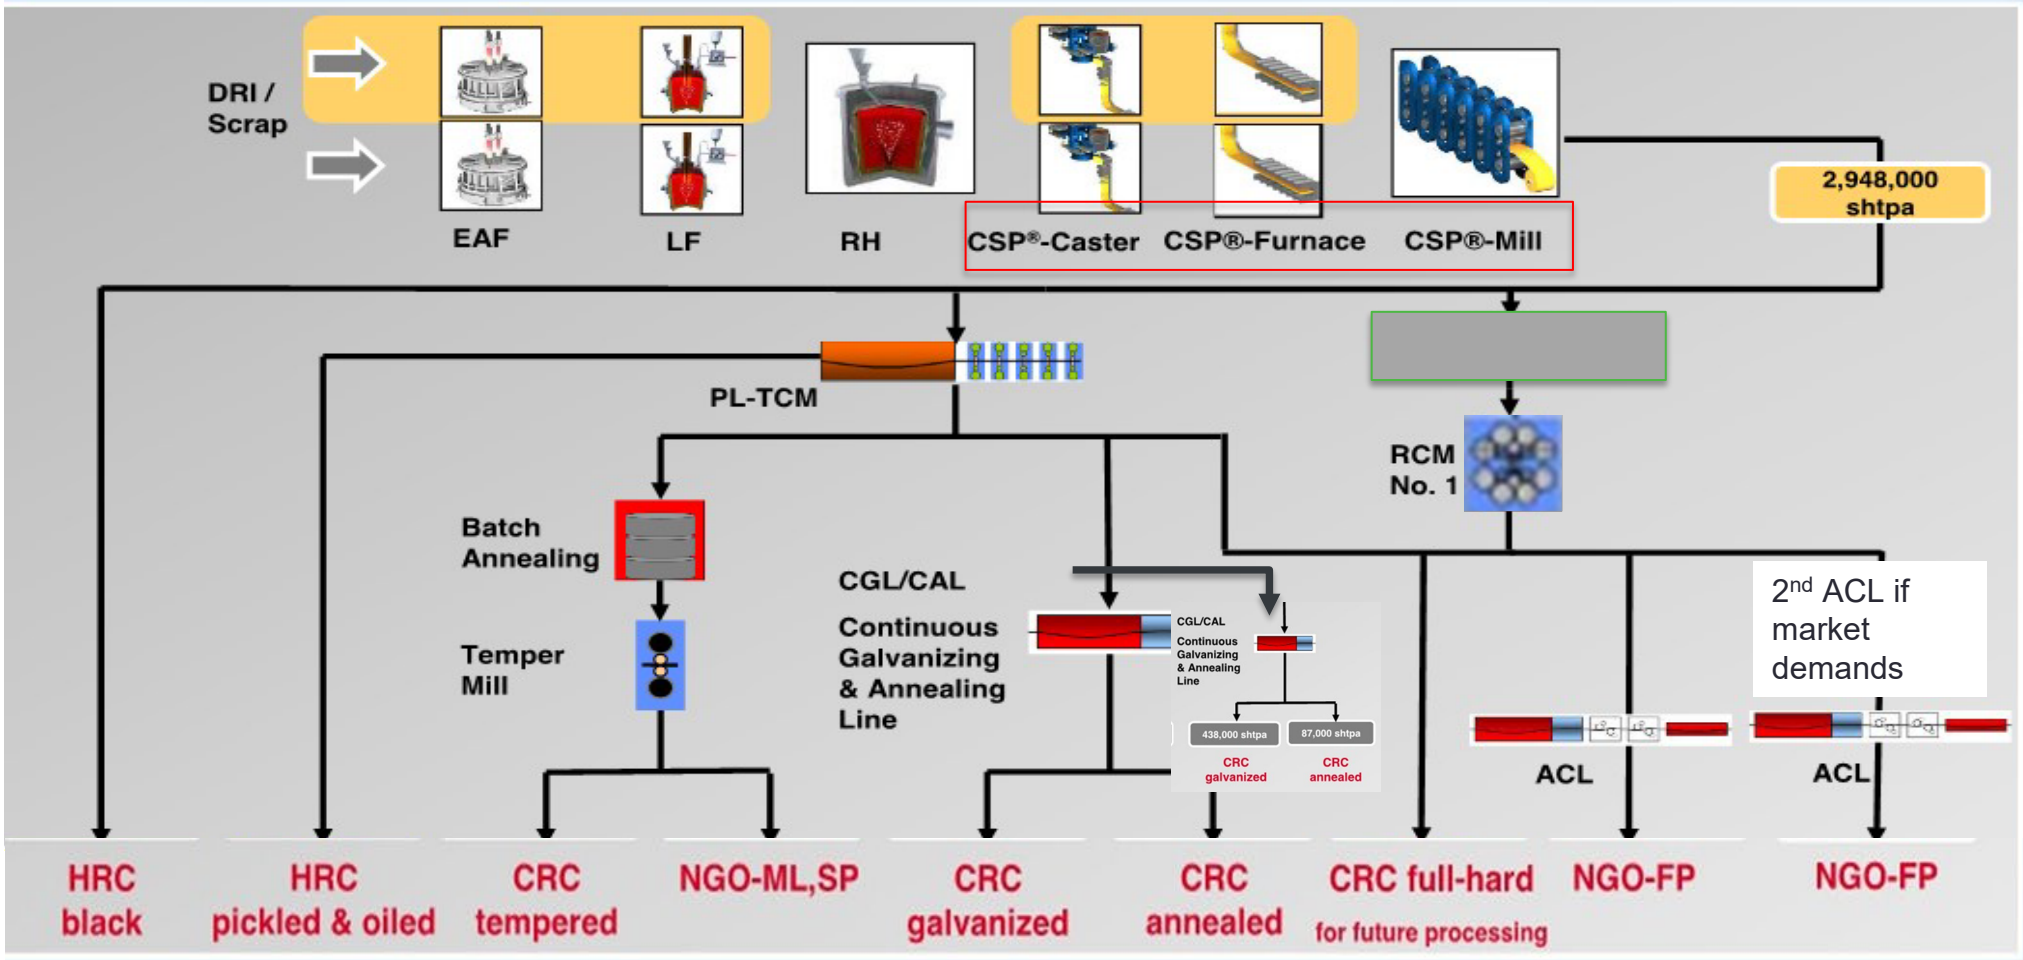 DRI /
Scrap
EAF
LF
RH
CSP®-Caster
CSP®-Furnace
CSP®-Mill
2,948,000
shtpa
PL-TCM
RCM
No. 1
Batch
Annealing
Temper
Mill
CGL/CAL
Continuous
Galvanizing
& Annealing
Line
CGL/CAL
Continuous
Galvanizing
& Annealing
Line
438,000 shtpa
87,000 shtpa
CRC
galvanized
CRC
annealed
2nd ACL if
market
demands
ACL
ACL
HRC
black
HRC
pickled & oiled
CRC
tempered
NGO-ML,SP
CRC
galvanized
CRC
annealed
CRC full-hard
for future processing
NGO-FP
NGO-FP